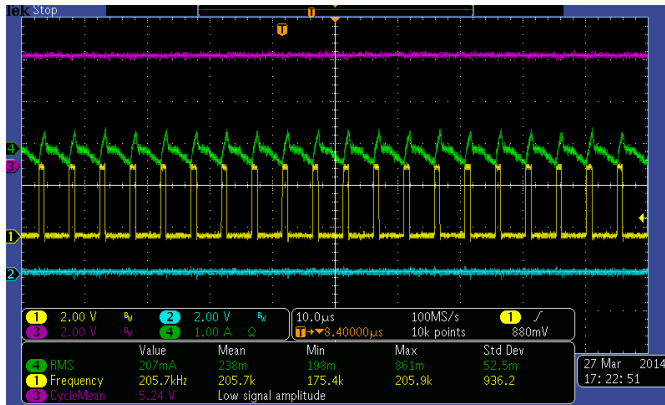 Tek Stop
T
T
4
3
1
2
1 2.00 V Bw 2 2.00 V Bw
3 2.00 V Bw 4 1.00 A Ω
10.0µs 100MS/s 1
T→▼8.40000µs 10k points 880mV
Value Mean Min Max Std Dev
4 RMS 207mA 238m 198m 861m 52.5m
1 Frequency 205.7kHz 205.7k 175.4k 205.9k 936.2
3 CycleMean 5.24 V Low signal amplitude
27 Mar 2014
17:22:51